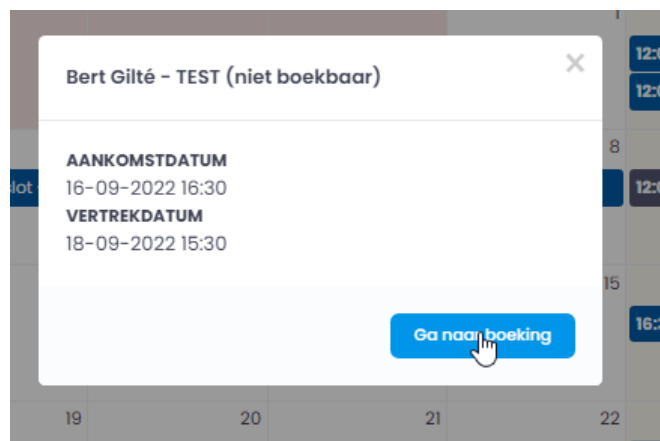 1
Bert Gilté - TEST (niet boekbaar)
×
AANKOMSTDATUM
16-09-2022 16:30
VERTREKDATUM
18-09-2022 15:30
8
15
Ga naar boeking
19
20
21
22